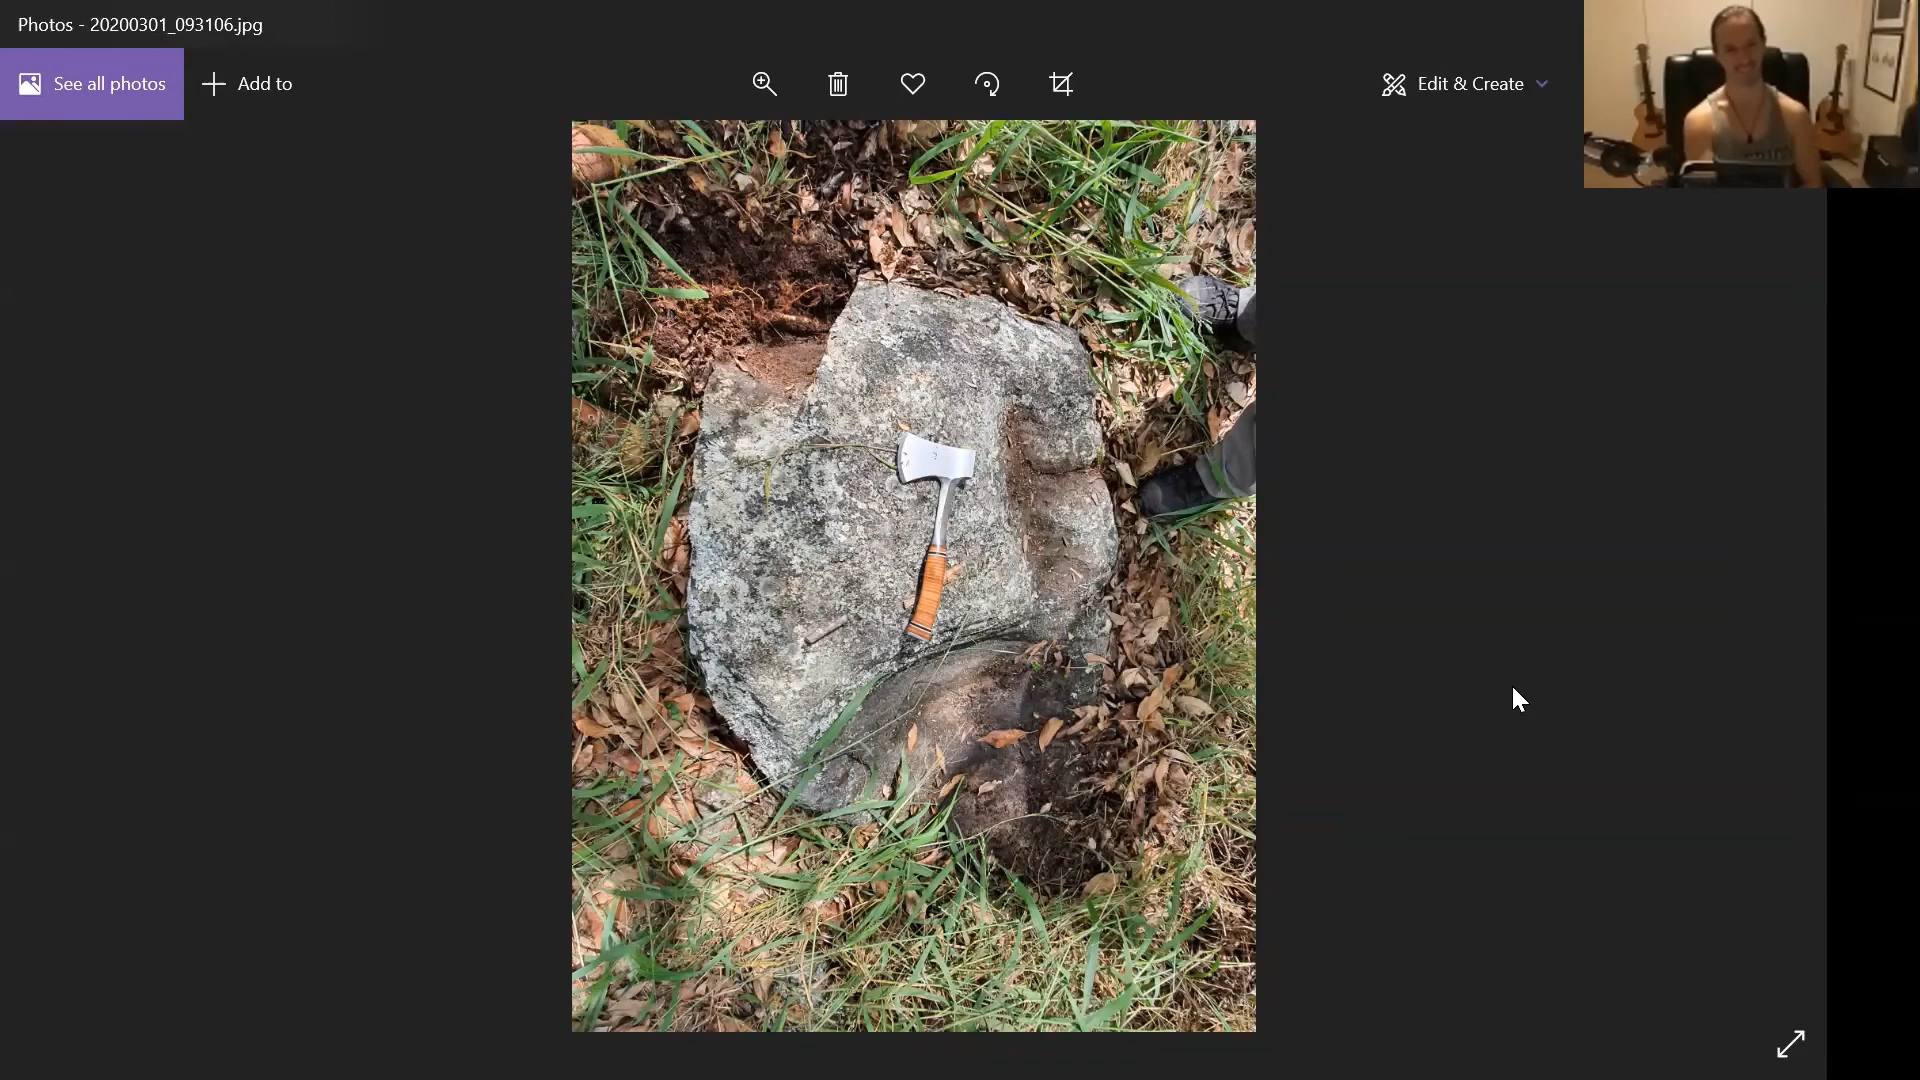 Photos - 20200301_093106.jpg
See all photos
Add to
Edit & Create